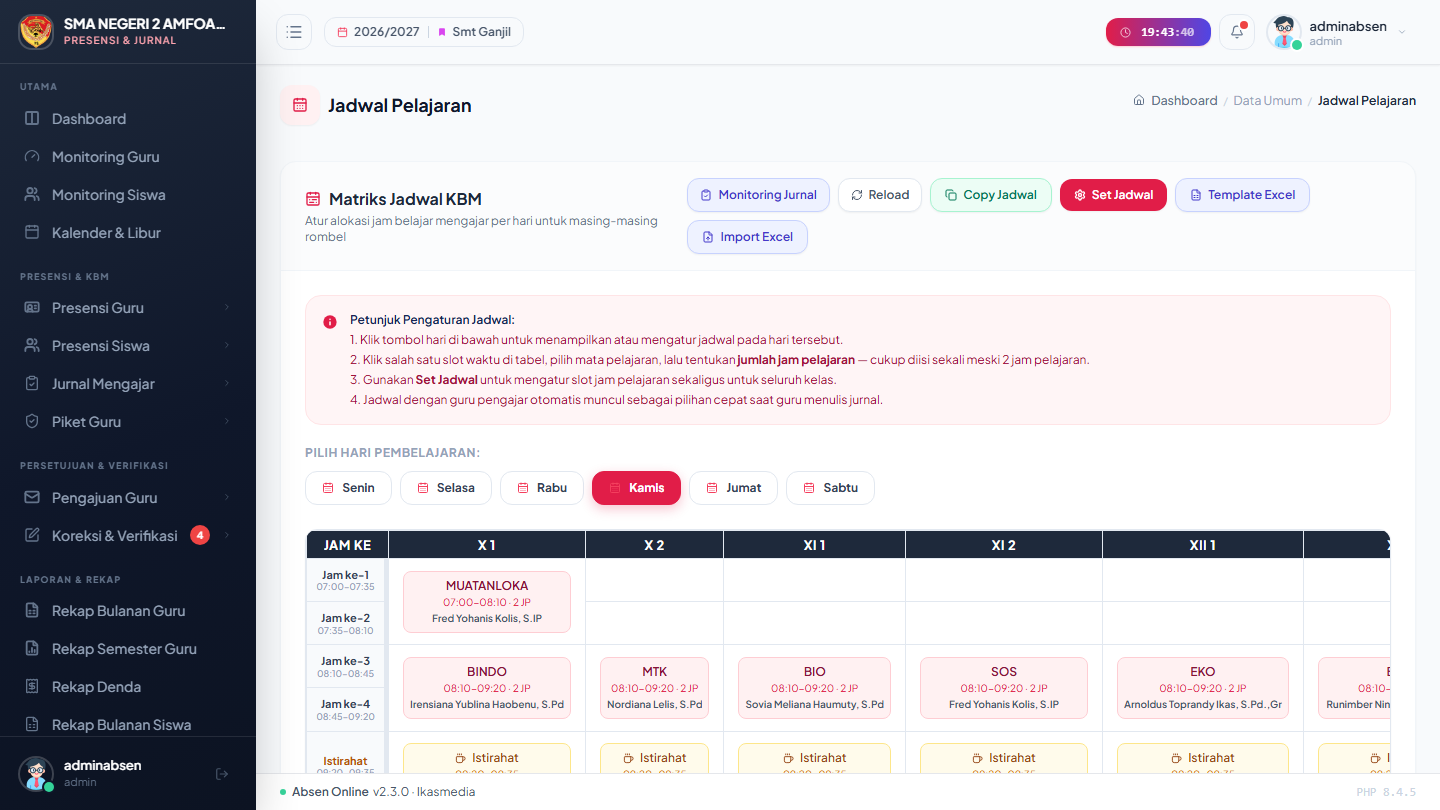 SMA NEGERI 2 AMFOA...
PRESENSI & JURNAL
UTAMA
Dashboard
Monitoring Guru
Monitoring Siswa
Kalender & Libur
PRESENSI & KBM
Presensi Guru
Presensi Siswa
Jurnal Mengajar
Piket Guru
PERSETUJUAN & VERIFIKASI
Pengajuan Guru
Koreksi & Verifikasi 4
LAPORAN & REKAP
Rekap Bulanan Guru
Rekap Semester Guru
Rekap Denda
Rekap Bulanan Siswa
adminabsen
admin
2026/2027 Smt Ganjil
19:43:40
adminabsen
admin
Jadwal Pelajaran
Dashboard / Data Umum / Jadwal Pelajaran
Matriks Jadwal KBM
Atur alokasi jam belajar mengajar per hari untuk masing-masing
rombel
Monitoring Jurnal Reload Copy Jadwal Set Jadwal Template Excel
Import Excel
Petunjuk Pengaturan Jadwal:
1. Klik tombol hari di bawah untuk menampilkan atau mengatur jadwal pada hari tersebut.
2. Klik salah satu slot waktu di tabel, pilih mata pelajaran, lalu tentukan jumlah jam pelajaran — cukup diisi sekali meski 2 jam pelajaran.
3. Gunakan Set Jadwal untuk mengatur slot jam pelajaran sekaligus untuk seluruh kelas.
4. Jadwal dengan guru pengajar otomatis muncul sebagai pilihan cepat saat guru menulis jurnal.
PILIH HARI PEMBELAJARAN:
Senin Selasa Rabu Kamis Jumat Sabtu
JAM KE X 1 X 2 XI 1 XI 2 XII 1
Jam ke-1
07:00–07:35
Jam ke-2
07:35–08:10
MUATANLOKA
07:00–08:10 · 2 JP
Fred Yohanis Kolis, S.IP
Jam ke-3
08:10–08:45
Jam ke-4
08:45–09:20
BINDO
08:10–09:20 · 2 JP
Irensiana Yublina Haobenu, S.Pd
MTK
08:10–09:20 · 2 JP
Nordiana Lelis, S.Pd
BIO
08:10–09:20 · 2 JP
Sovia Meliana Haumuty, S.Pd
SOS
08:10–09:20 · 2 JP
Fred Yohanis Kolis, S.IP
EKO
08:10–09:20 · 2 JP
Arnoldus Toprandy Ikas, S.Pd.,Gr
08:10–
Runimber Nin
Istirahat Istirahat Istirahat Istirahat Istirahat Istirahat
Absen Online v2.3.0 · Ikasmedia
PHP 8.4.5